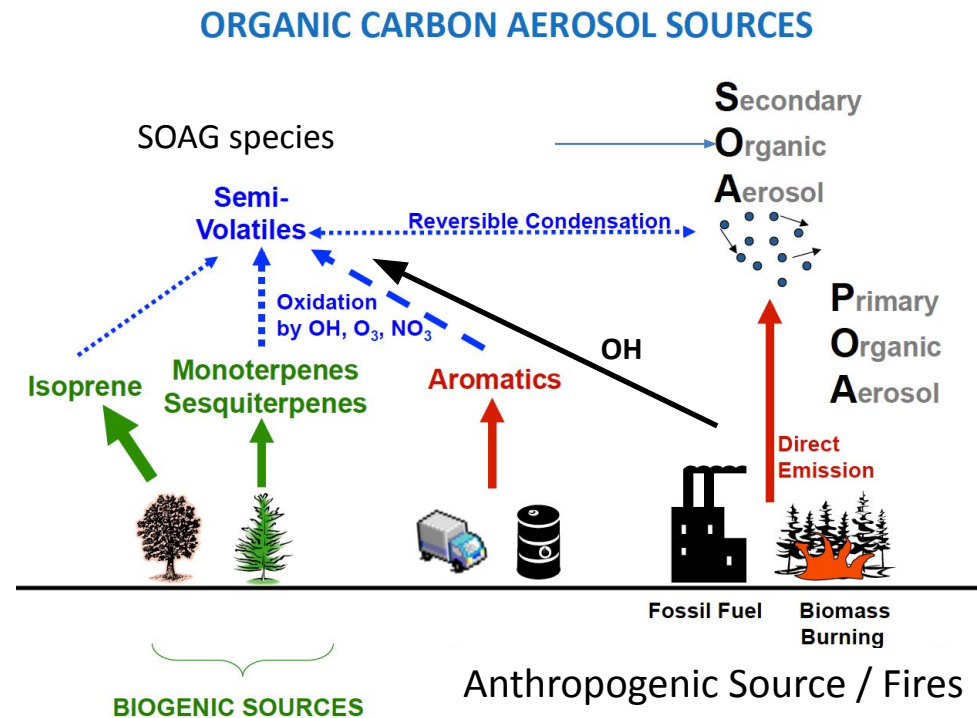 ORGANIC CARBON AEROSOL SOURCES
SOAG species
Secondary
Organic
Aerosol
Semi-
Volatiles
Reversible Condensation
Oxidation
by OH, O₃, NO₃
OH
Primary
Organic
Aerosol
Isoprene
Monoterpenes
Sesquiterpenes
Aromatics
Direct
Emission
Fossil Fuel
Biomass
Burning
BIOGENIC SOURCES
Anthropogenic Source / Fires